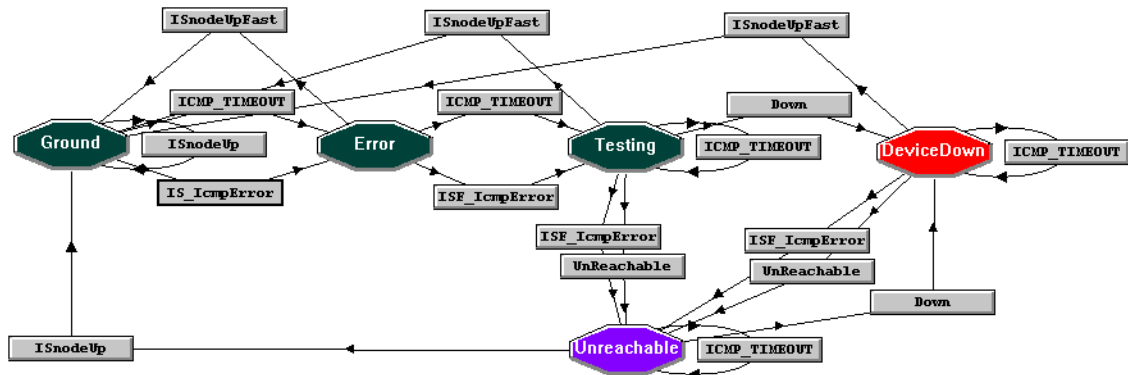 ISnodeUpFast
ISnodeUpFast
ISnodeUpFast
ICMP_TIMEOUT
ICMP_TIMEOUT
Down
Ground
ISnodeUp
Error
Testing
ICMP_TIMEOUT
DeviceDown
ICMP_TIMEOUT
IS_IcmpError
ISF_IcmpError
ISF_IcmpError
UnReachable
ISF_IcmpError
UnReachable
Down
ISnodeUp
Unreachable
ICMP_TIMEOUT